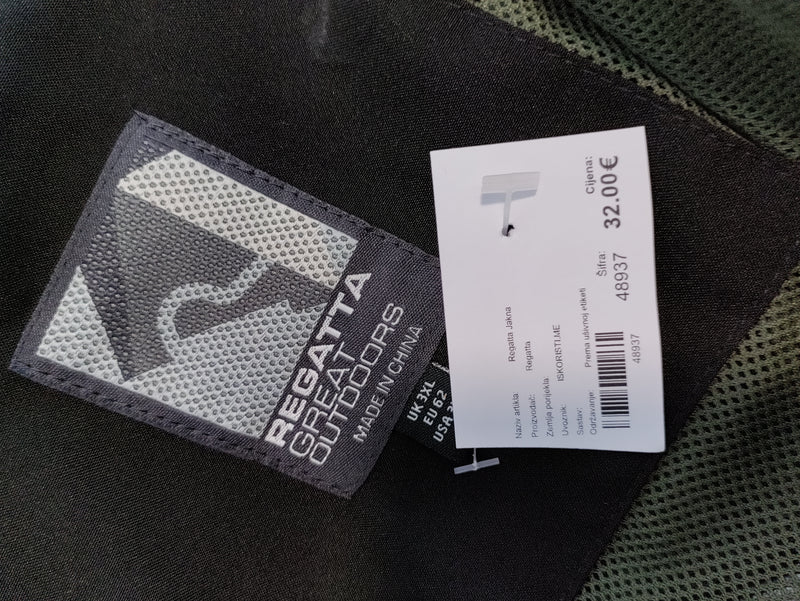 REGATTA
GREAT
OUTDOORS
MADE IN CHINA
UK 3XL
EU 62
USA
Naziv artikla: Regatta Jakna
Proizvođač: Regatta
Zemlja porijekla:
Uvoznik: ISKORISTI.ME
Sastav:
Održavanje Prema ušivnoj etiketi
Šifra:
48937
48937
Cijena:
32.00€